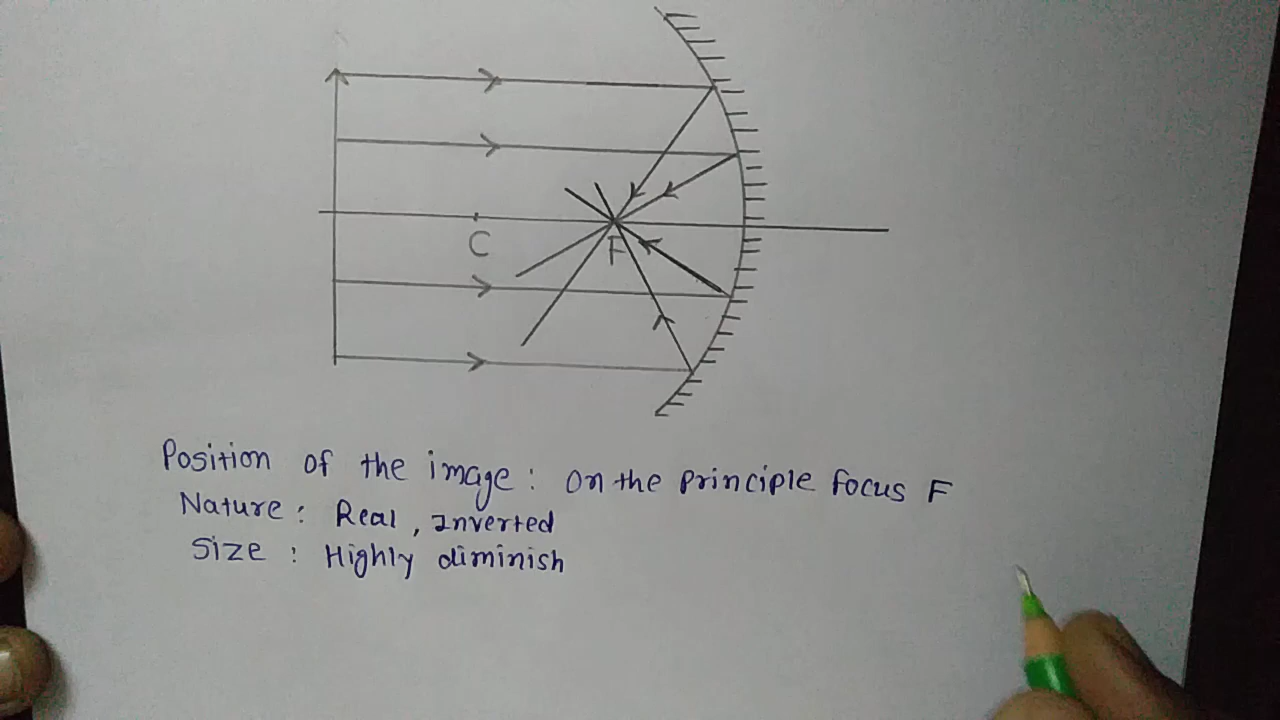 C
F
Position of the image: On the principle focus F
Nature: Real, Inverted
Size: Highly diminish